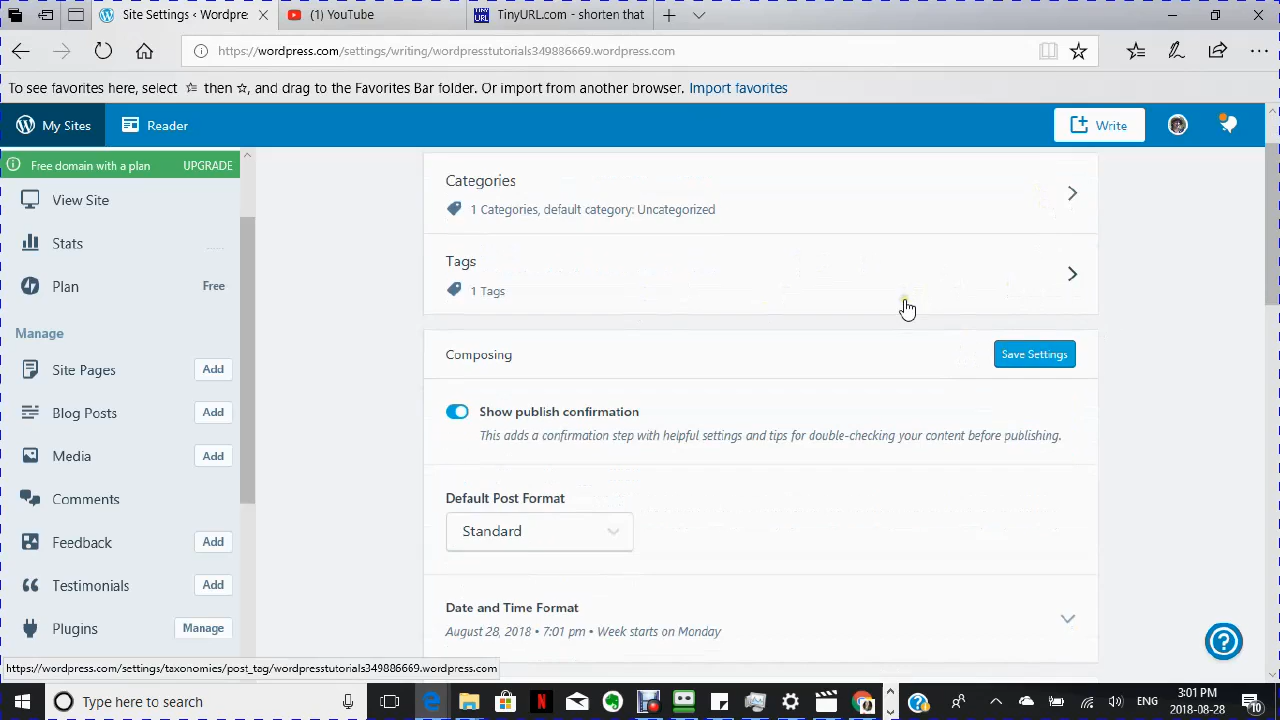 Site Settings ‹ Wordpre.
(1) YouTube
URL
TinyURL.com - shorten that
https://wordpress.com/settings/writing/wordpresstutorials349886669.wordpress.com
To see favorites here, select ☆ then ☆, and drag to the Favorites Bar folder. Or import from another browser. Import favorites
My Sites
Reader
Write
Free domain with a plan UPGRADE
View Site
Stats
Plan Free
Manage
Site Pages Add
Blog Posts Add
Media Add
Comments
Feedback Add
Testimonials Add
Plugins Manage
Categories
1 Categories, default category: Uncategorized
Tags
1 Tags
Composing
Save Settings
Show publish confirmation
This adds a confirmation step with helpful settings and tips for double-checking your content before publishing.
Default Post Format
Standard
Date and Time Format
August 28, 2018 • 7:01 pm • Week starts on Monday
https://wordpress.com/settings/taxonomies/post_tag/wordpresstutorials349886669.wordpress.com
Type here to search
ENG
3:01 PM
2018-08-28
10